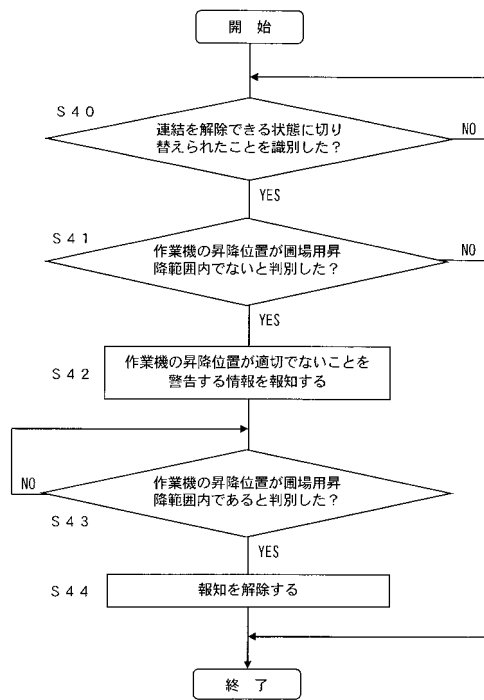 開 始
S40
連結を解除できる状態に切り
替えられたことを識別した？
NO
YES
S41
作業機の昇降位置が圃場用昇
降範囲内でないと判別した？
NO
YES
S42
作業機の昇降位置が適切でないことを
警告する情報を報知する
NO
作業機の昇降位置が圃場用昇
降範囲内であると判別した？
S43
YES
S44
報知を解除する
終 了